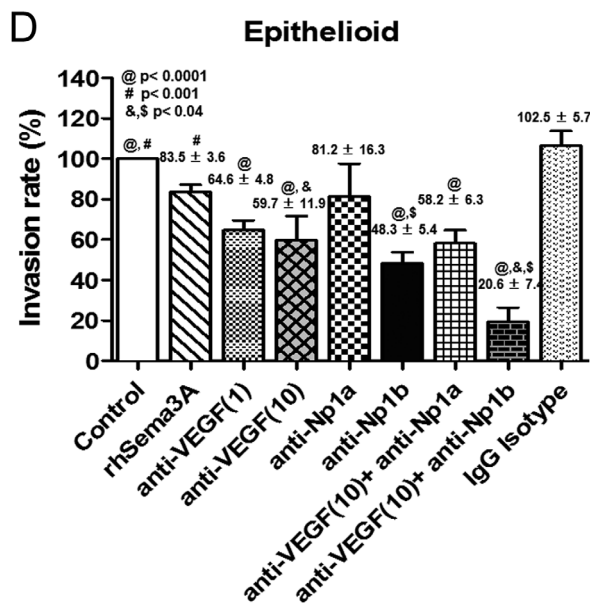 D
Epithelioid
Invasion rate (%)
140
120
100
80
60
40
20
0
@ p< 0.0001
# p< 0.001
&,$ p< 0.04
@, #
#
83.5 ± 3.6
@
64.6 ± 4.8
@, &
59.7 ± 11.9
81.2 ± 16.3
@,$
48.3 ± 5.4
@
58.2 ± 6.3
@,&,$
20.6 ± 7.4
102.5 ± 5.7
Control
rhSema3A
anti-VEGF(1)
anti-VEGF(10)
anti-Np1a
anti-Np1b
anti-VEGF(10)+ anti-Np1a
anti-VEGF(10)+ anti-Np1b
IgG Isotype